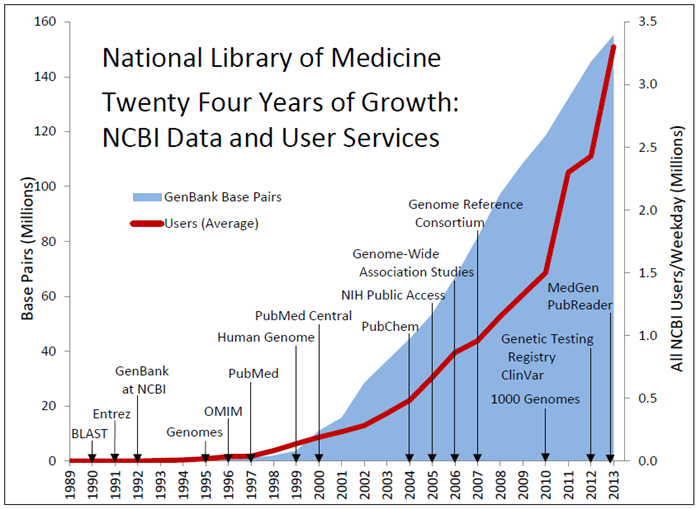 National Library of Medicine
Twenty Four Years of Growth:
NCBI Data and User Services
GenBank Base Pairs
Users (Average)
Base Pairs (Millions)
160
140
120
100
80
60
40
20
0
All NCBI Users/Weekday (Millions)
3.5
3.0
2.5
2.0
1.5
1.0
0.5
0.0
BLAST
Entrez
GenBank
at NCBI
Genomes
OMIM
PubMed
Human Genome
PubMed Central
PubChem
NIH Public Access
Genome-Wide
Association Studies
Genome Reference
Consortium
1000 Genomes
Genetic Testing
Registry
ClinVar
MedGen
PubReader
1989
1990
1991
1992
1993
1994
1995
1996
1997
1998
1999
2000
2001
2002
2003
2004
2005
2006
2007
2008
2009
2010
2011
2012
2013